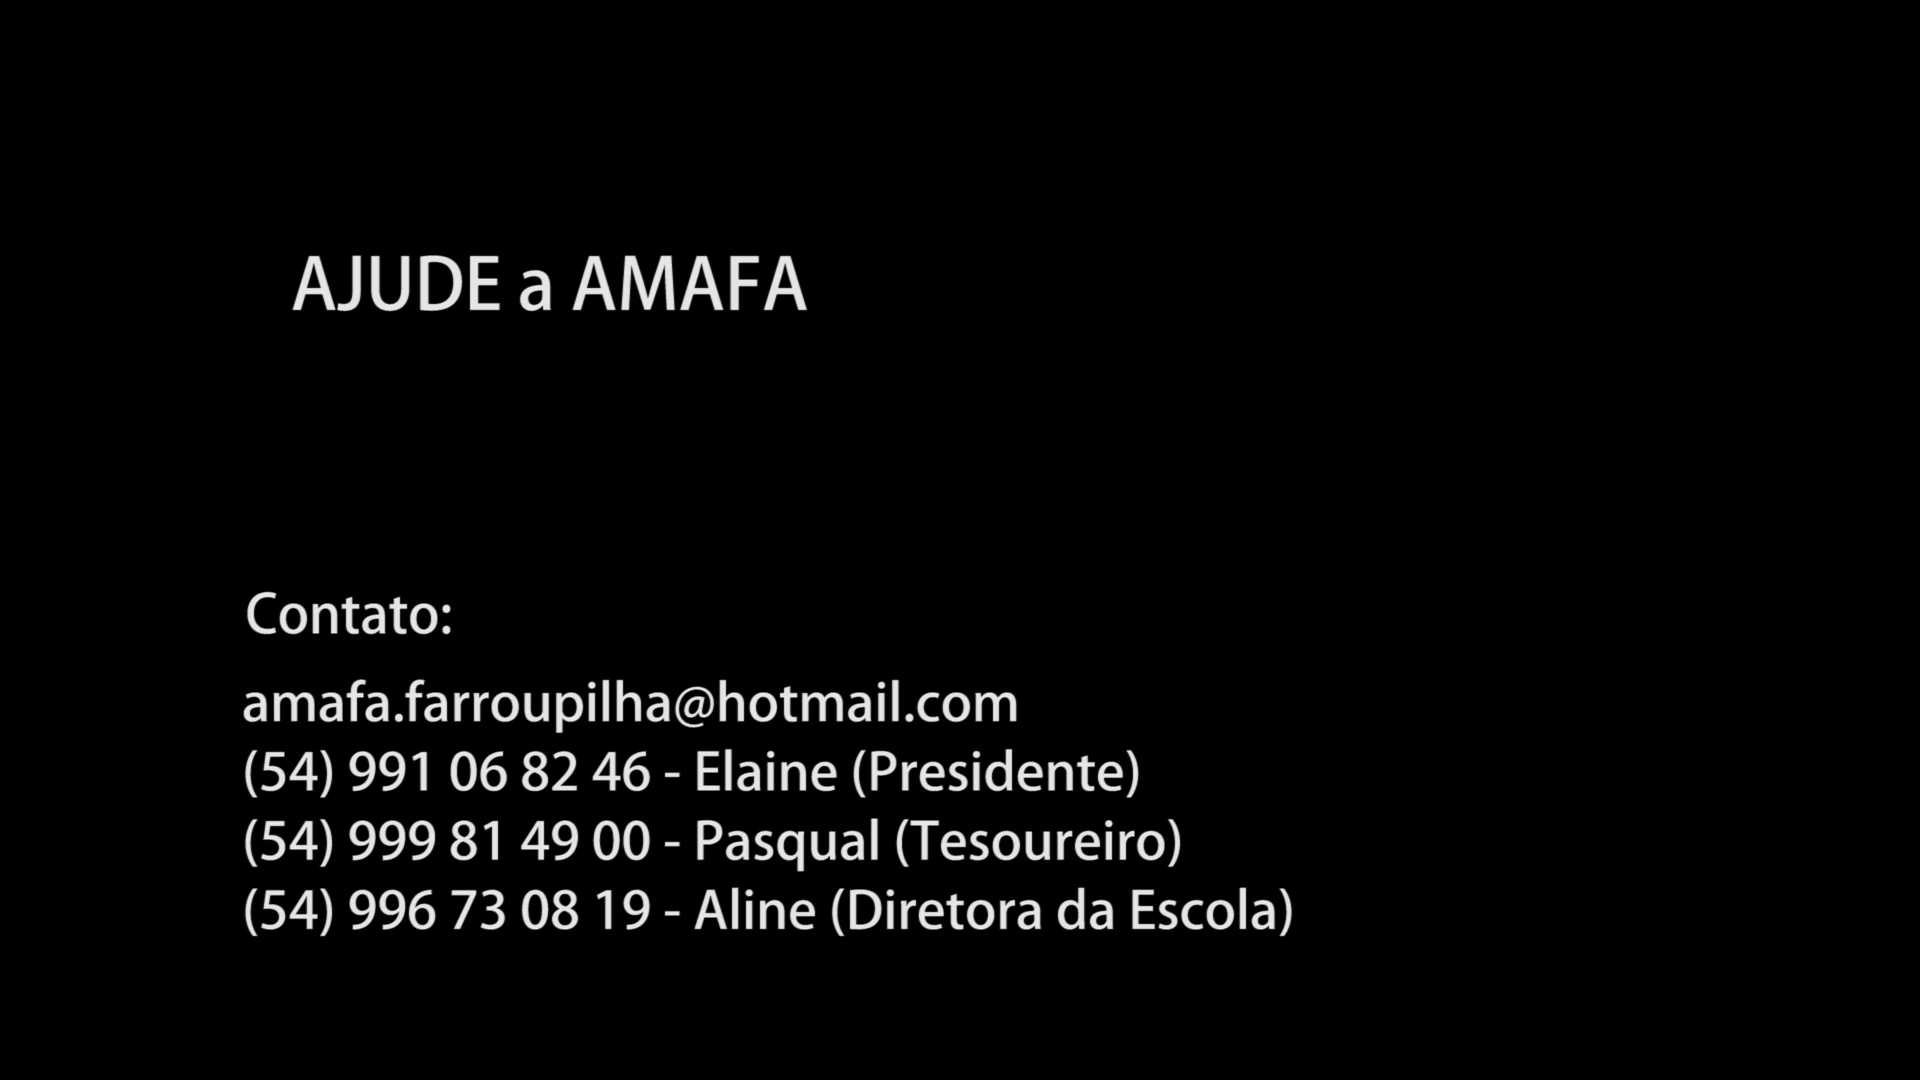 AJUDE a AMAFA
Contato:
amafa.farroupilha@hotmail.com
(54) 991 06 82 46 - Elaine (Presidente)
(54) 999 81 49 00 - Pasqual (Tesoureiro)
(54) 996 73 08 19 - Aline (Diretora da Escola)